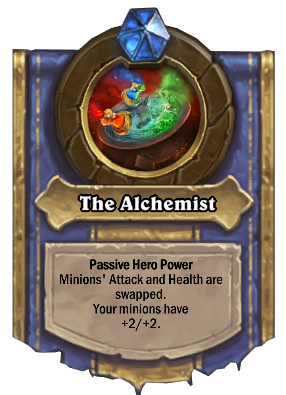 The Alchemist
Passive Hero Power
Minions' Attack and Health are
swapped.
Your minions have
+2/+2.